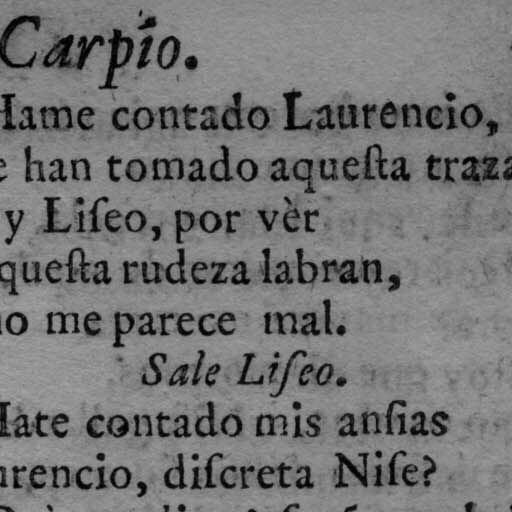 Carpio.
Hame contado Laurencio,
e han tomado aqueſta traza
y Liſeo, por vèr
queſta rudeza labran,
no me parece mal.
Sale Liſeo.
Hate contado mis anſias
urencio, diſcreta Niſe?